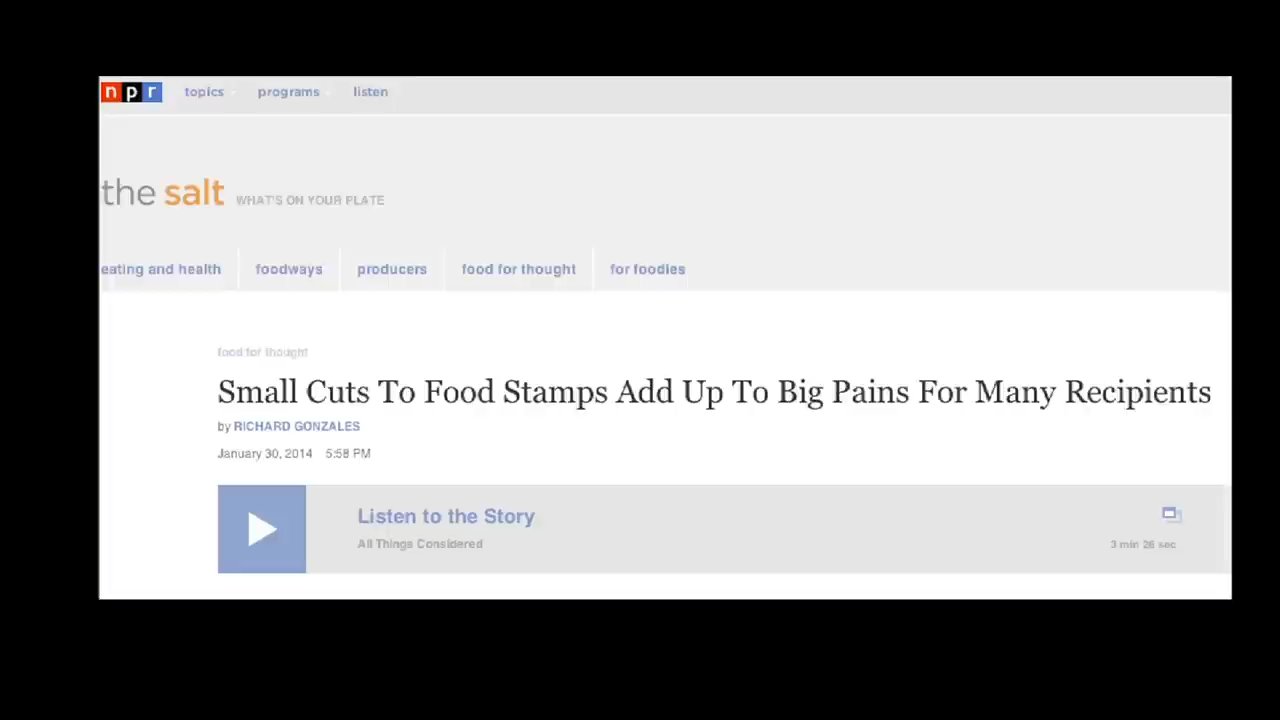 npr topics programs listen
the salt WHAT'S ON YOUR PLATE
eating and health foodways producers food for thought for foodies
food for thought
Small Cuts To Food Stamps Add Up To Big Pains For Many Recipients
by RICHARD GONZALES
January 30, 2014 5:58 PM
Listen to the Story
All Things Considered
3 min 26 sec